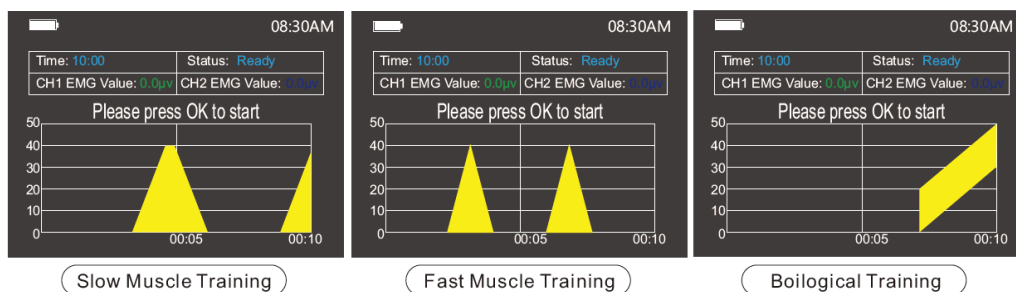 08:30AM
Time: 10:00 Status: Ready
CH1 EMG Value: 0.0μv CH2 EMG Value: 0.0μv
Please press OK to start
50
40
30
20
10
0
00:05 00:10
Slow Muscle Training
08:30AM
Time: 10:00 Status: Ready
CH1 EMG Value: 0.0μv CH2 EMG Value: 0.0μv
Please press OK to start
50
40
30
20
10
0
00:05 00:10
Fast Muscle Training
08:30AM
Time: 10:00 Status: Ready
CH1 EMG Value: 0.0μv CH2 EMG Value: 0.0μv
Please press OK to start
50
40
30
20
10
0
00:05 00:10
Boilogical Training